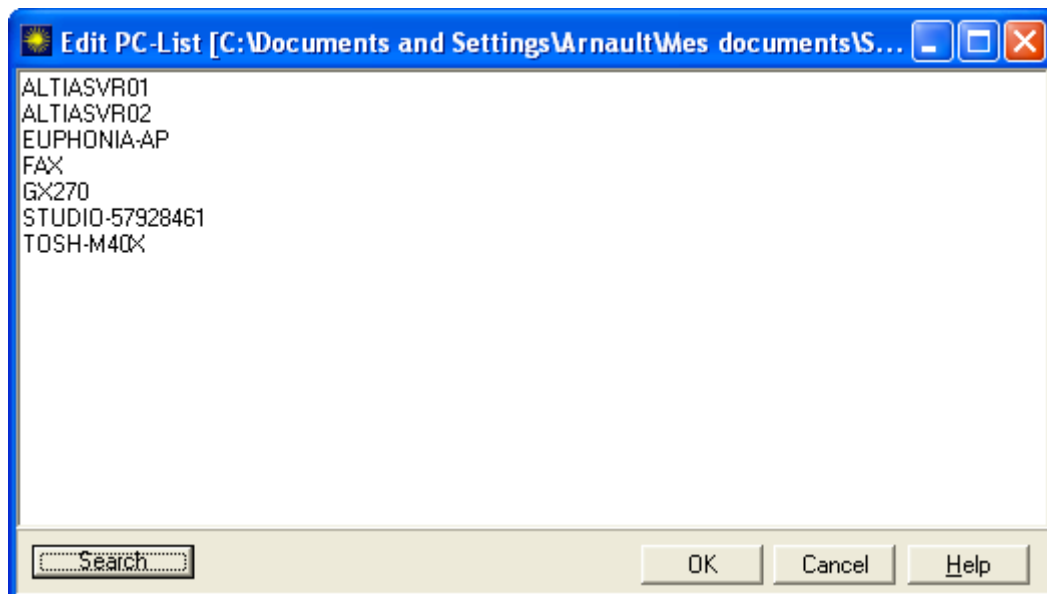 Edit PC-List [C:\Documents and Settings\Arnault\Mes documents\S...
ALTIASVR01
ALTIASVR02
EUPHONIA-AP
FAX
GX270
STUDIO-57928461
TOSH-M40X
Search OK Cancel Help